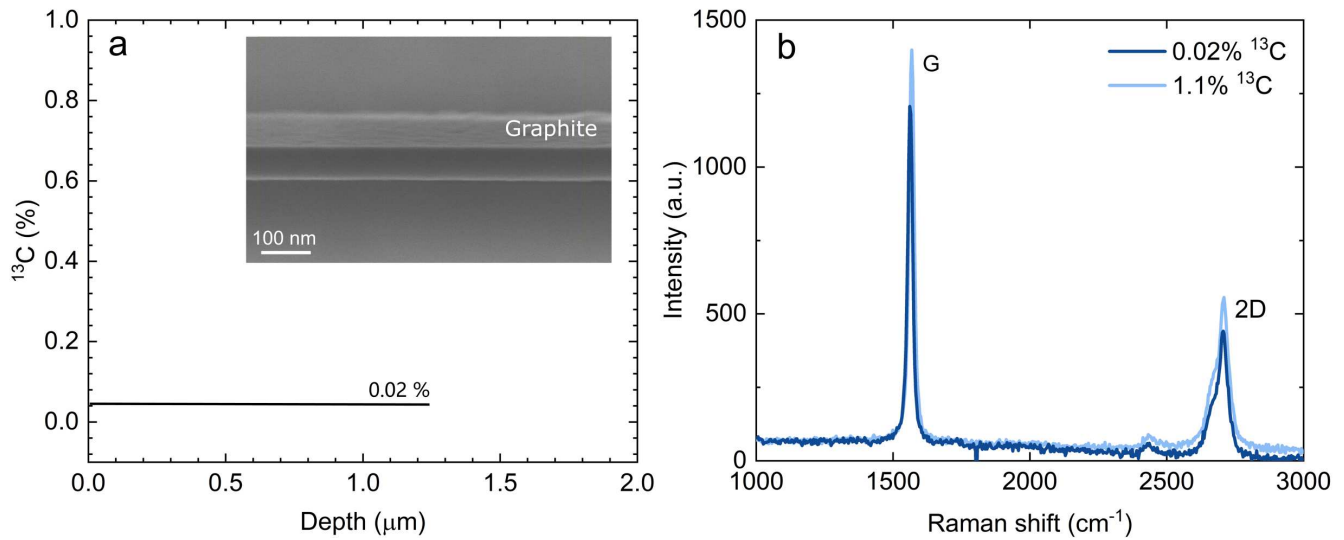 a
Graphite
100 nm
0.02 %
1.0
0.8
0.6
0.4
0.2
0.0
¹³C (%)
0.0 0.5 1.0 1.5 2.0
Depth (μm)
b
0.02% ¹³C
1.1% ¹³C
G
2D
1500
1000
500
0
Intensity (a.u.)
1000 1500 2000 2500 3000
Raman shift (cm⁻¹)